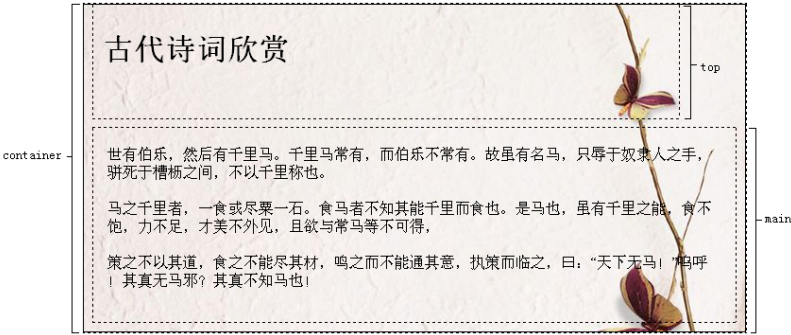 古代诗词欣赏
top
世有伯乐，然后有千里马。千里马常有，而伯乐不常有。故虽有名马，只辱于奴隶人之手，
骈死于槽枥之间，不以千里称也。
container
马之千里者，一食或尽粟一石。食马者不知其能千里而食也。是马也，虽有千里之能，食不
饱，力不足，才美不外见，且欲与常马等不可得，
main
策之不以其道，食之不能尽其材，鸣之而不能通其意，执策而临之，曰：“天下无马！”呜呼
！其真无马邪？其真不知马也！